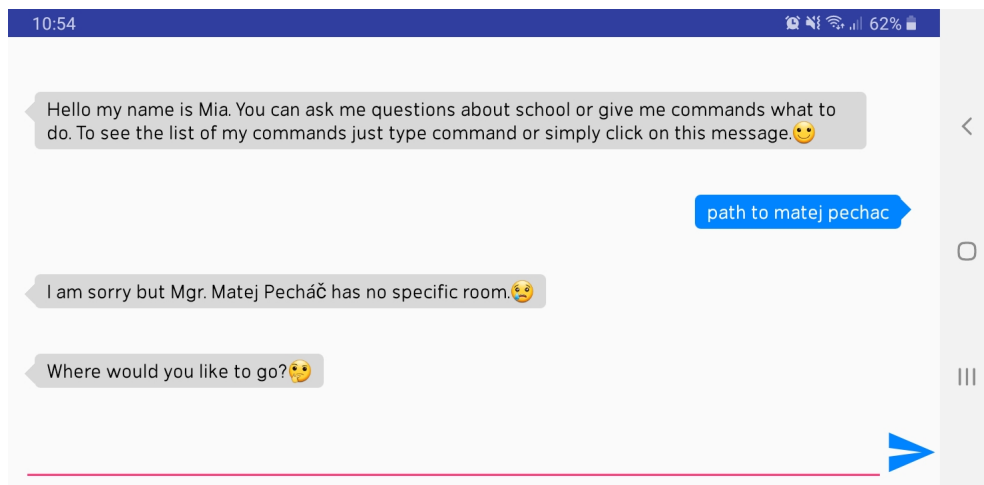 10:54 62%
Hello my name is Mia. You can ask me questions about school or give me commands what to
do. To see the list of my commands just type command or simply click on this message.🙂
path to matej pechac
I am sorry but Mgr. Matej Pecháč has no specific room.😢
Where would you like to go?🤔